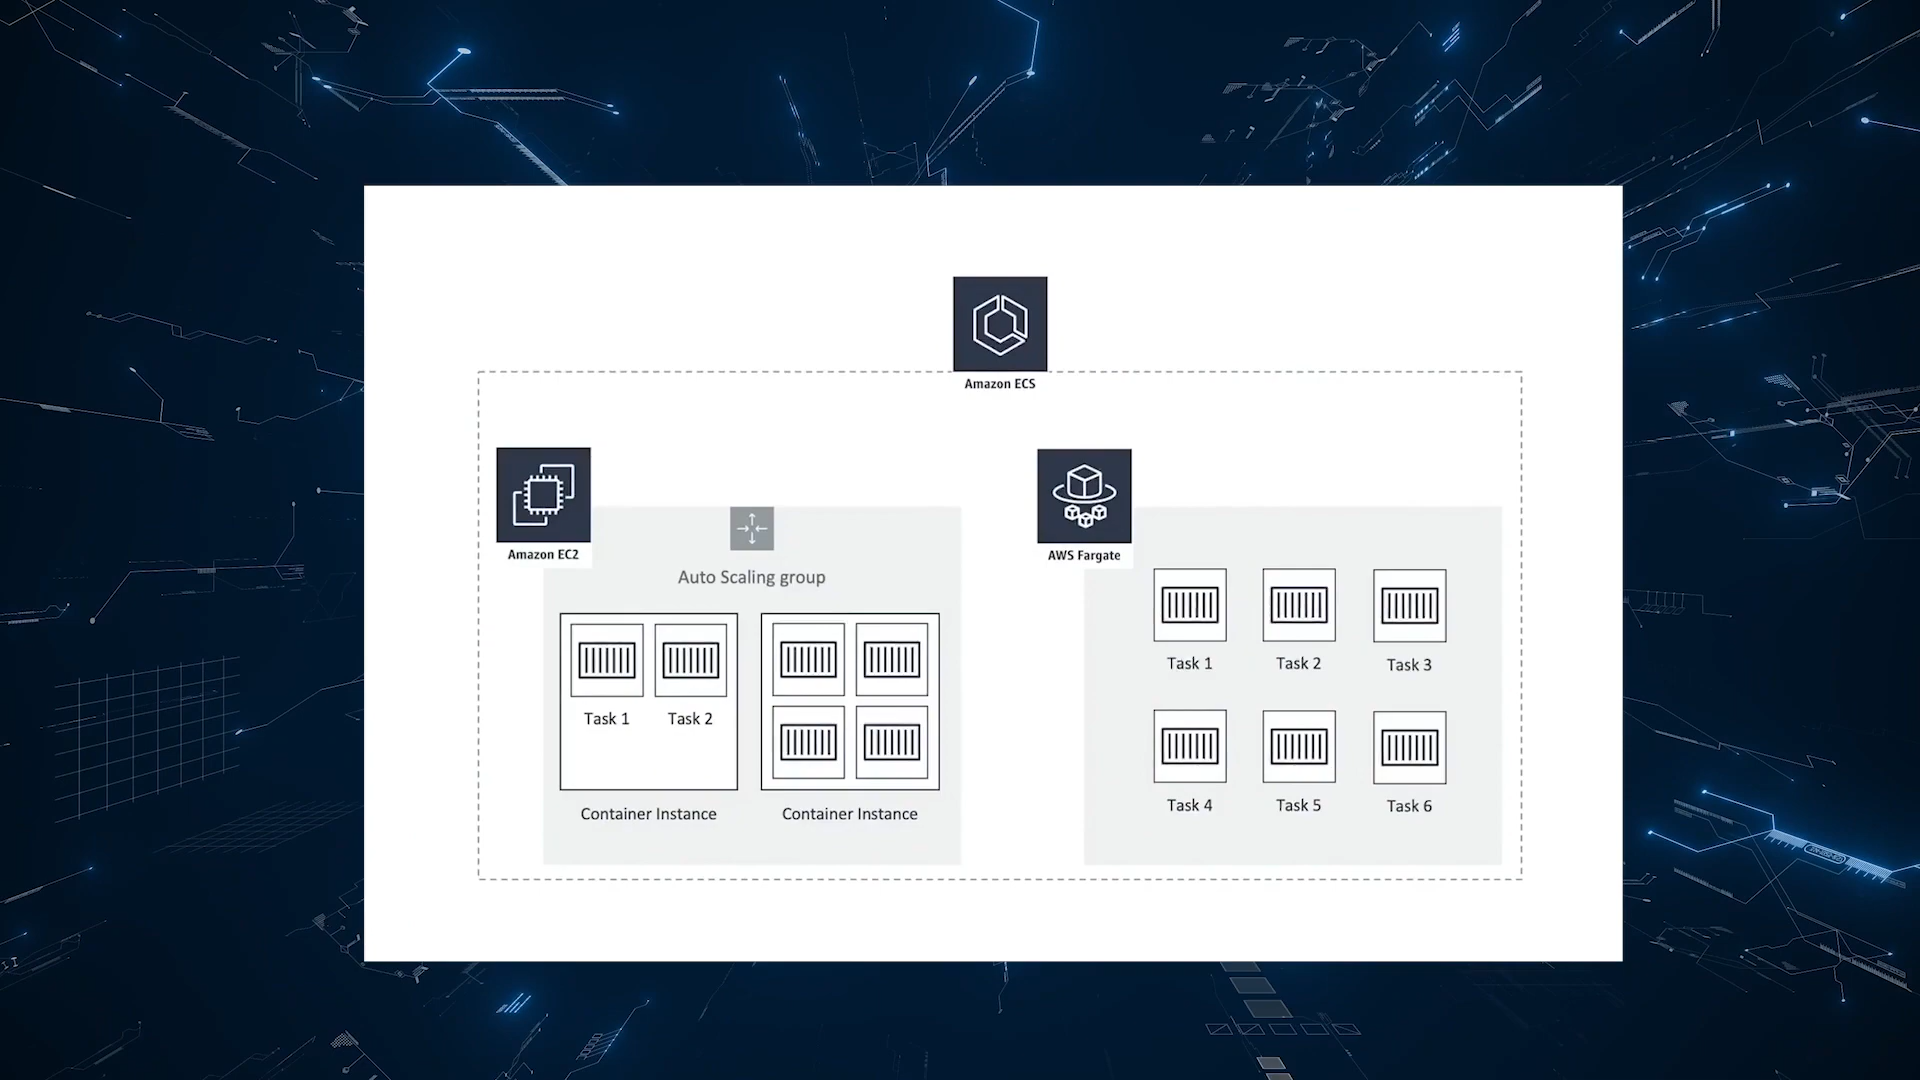 Amazon ECS
Amazon EC2
Auto Scaling group
Task 1
Task 2
Container Instance
Container Instance
AWS Fargate
Task 1
Task 2
Task 3
Task 4
Task 5
Task 6